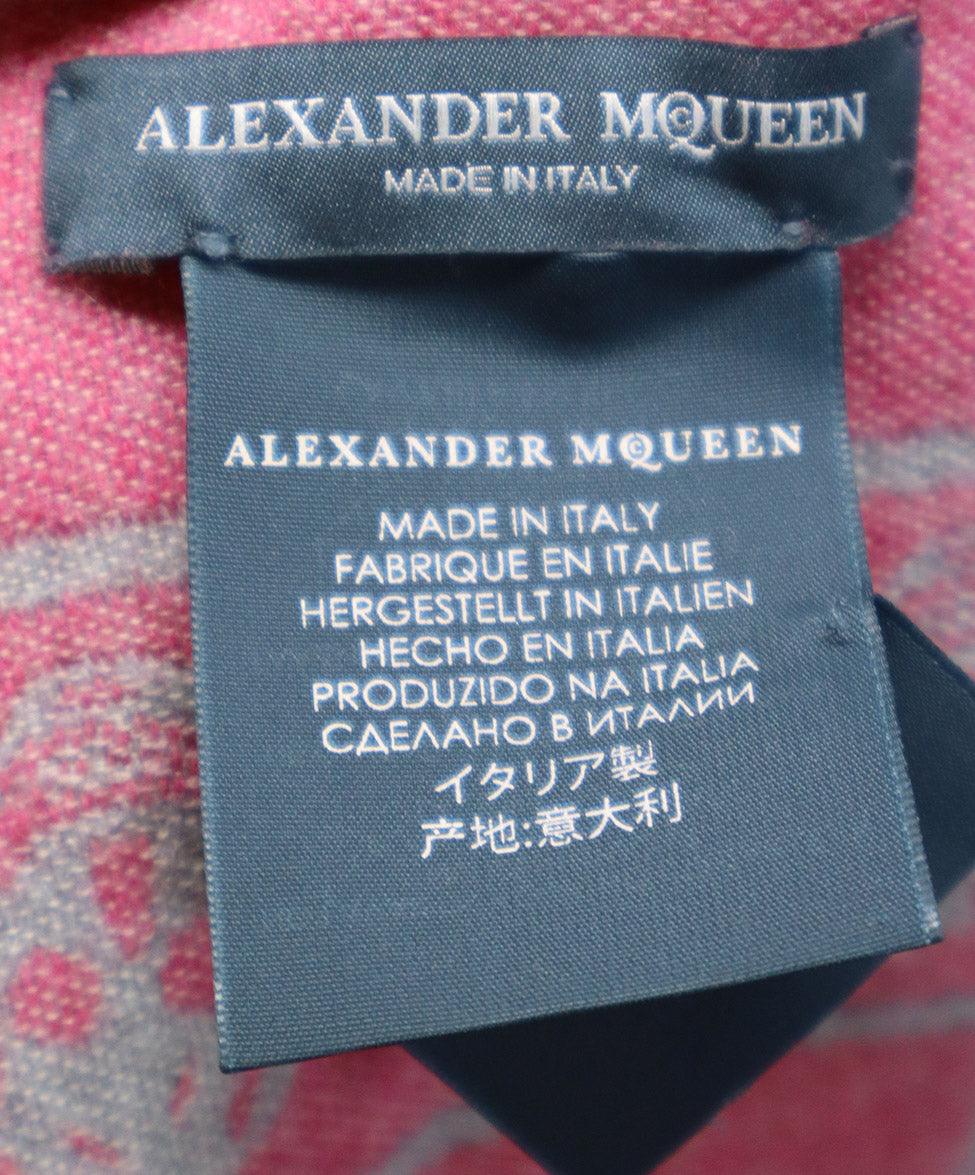 ALEXANDER McQUEEN
MADE IN ITALY
ALEXANDER McQUEEN
MADE IN ITALY
FABRIQUE EN ITALIE
HERGESTELLT IN ITALIEN
HECHO EN ITALIA
PRODUZIDO NA ITALIA
СДЕЛАНО В ИТАЛИИ
イタリア製
产地:意大利